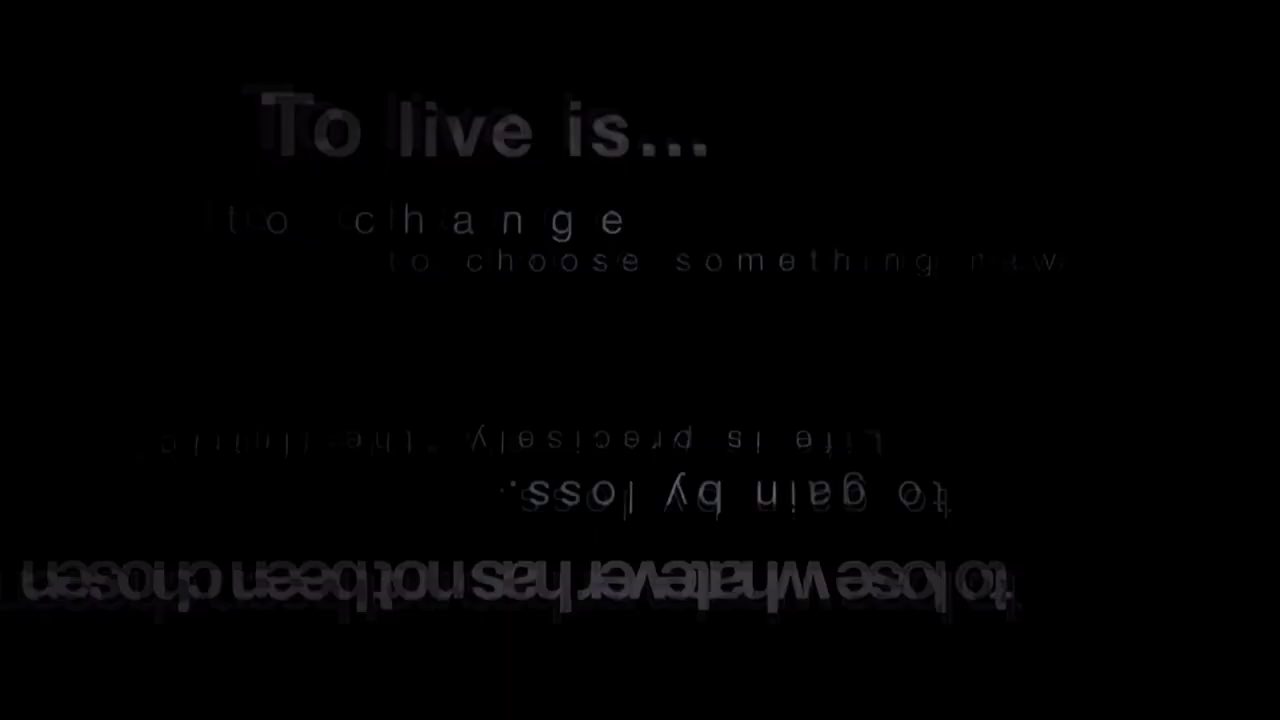 To live is...
to change
to choose something new
Life is precisely "the
to gain by loss.
to lose whatever has not been chosen